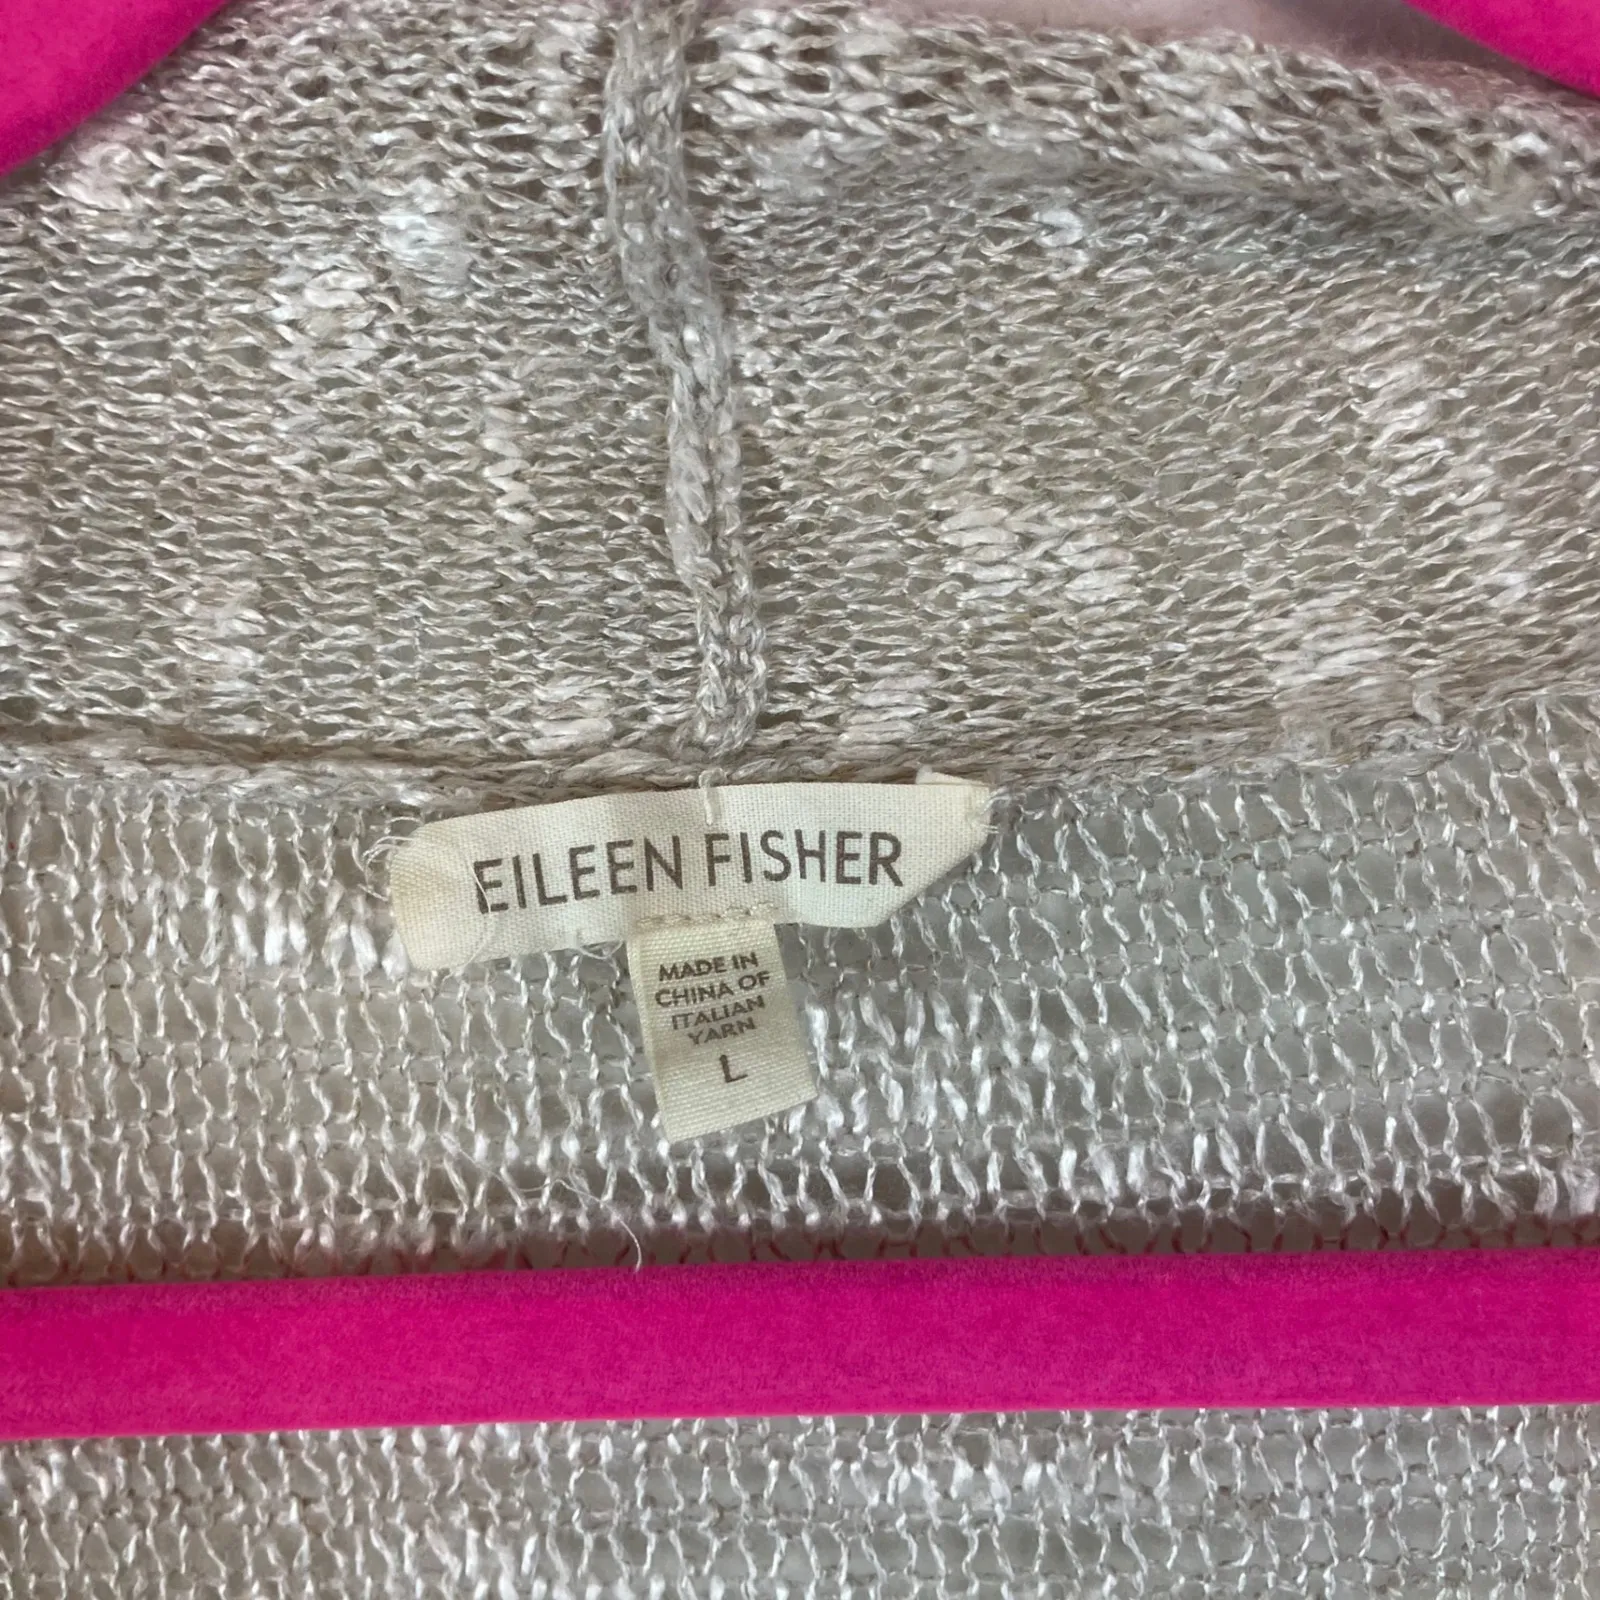 EILEEN FISHER
MADE IN
CHINA OF
ITALIAN
YARN
L